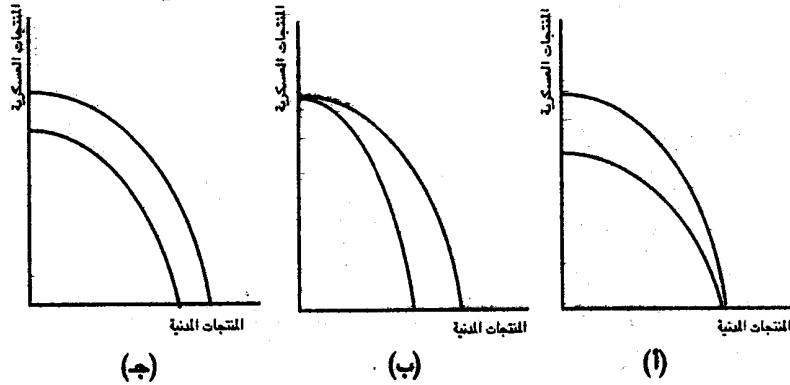 المنتجات العسكرية
المنتجات المدنية
(أ)
المنتجات العسكرية
المنتجات المدنية
(ب)
المنتجات العسكرية
المنتجات المدنية
(جـ)